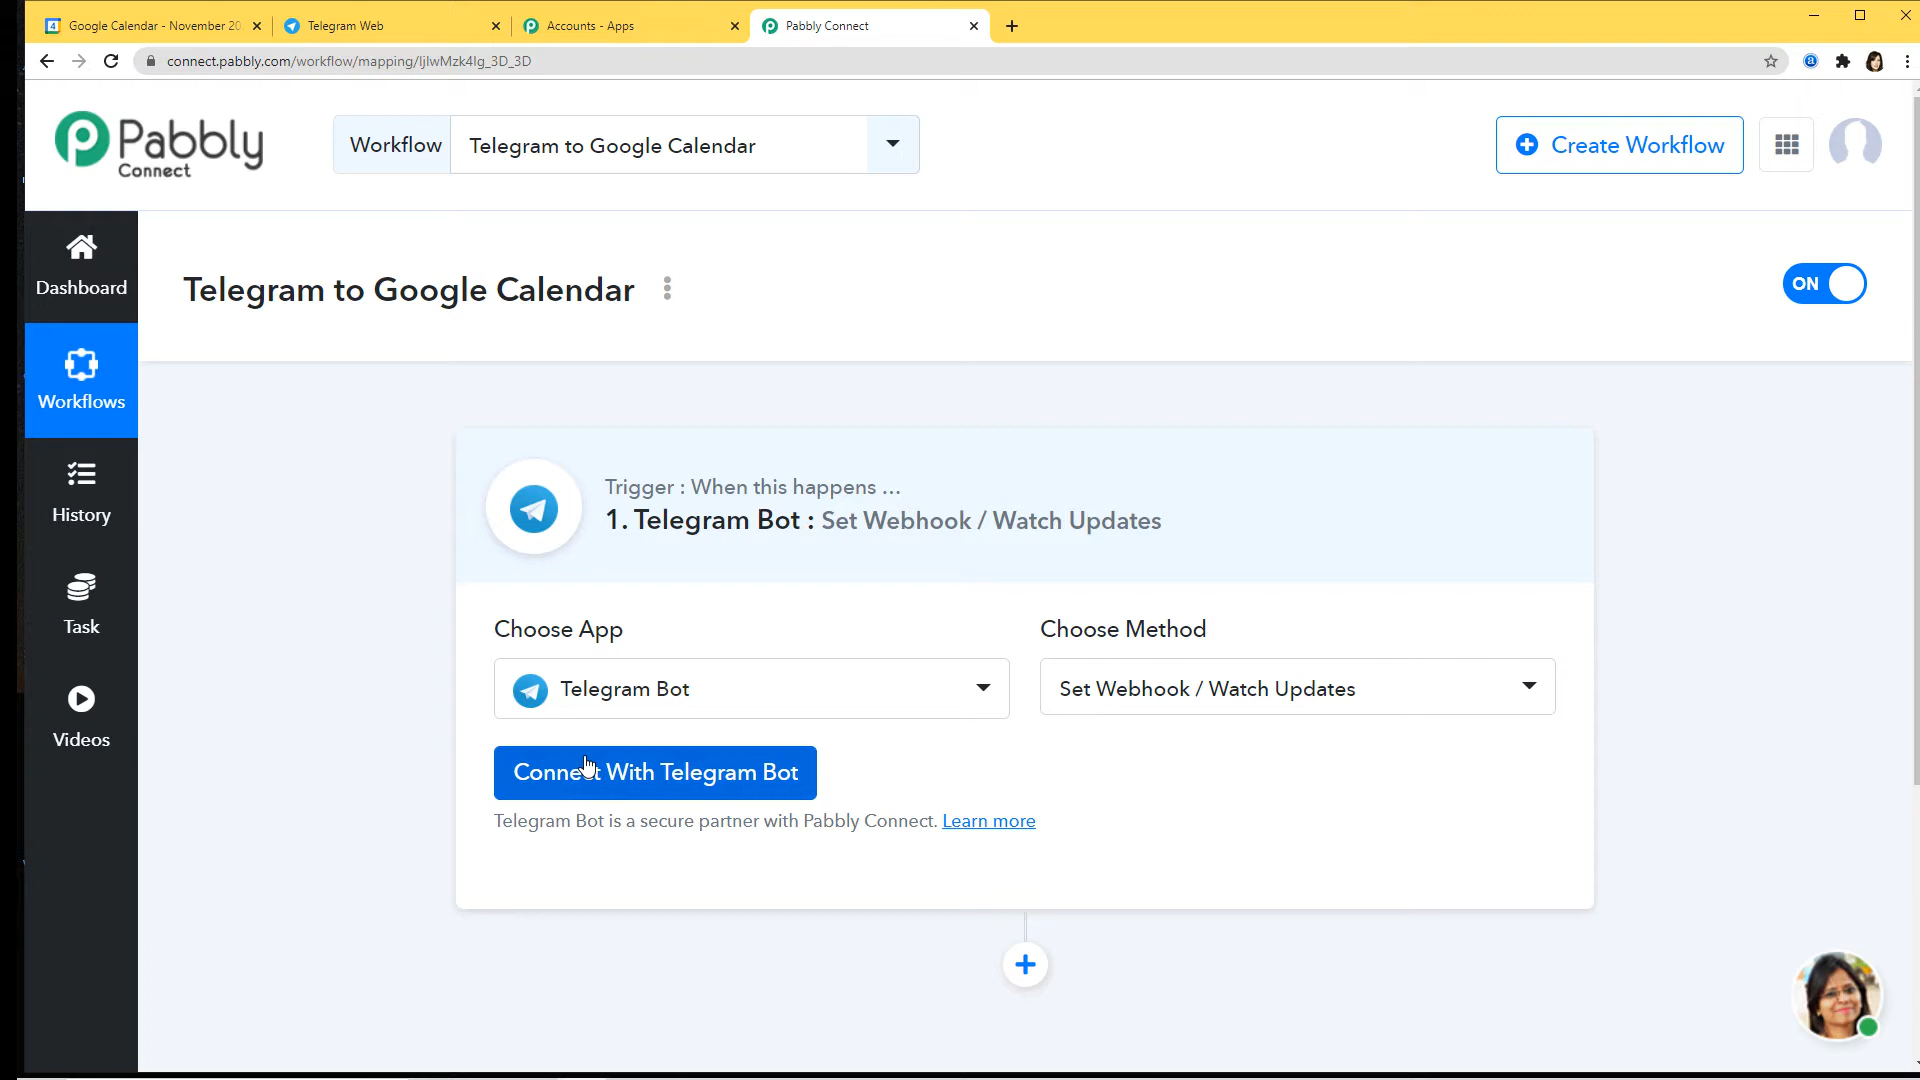 Google Calendar - November 20
Telegram Web
Accounts - Apps
Pabbly Connect
connect.pabbly.com/workflow/mapping/IjIwMzk4Ig_3D_3D
Pabbly
Connect
Workflow
Telegram to Google Calendar
Create Workflow
Dashboard
Workflows
History
Task
Videos
Telegram to Google Calendar
ON
Trigger : When this happens ...
1. Telegram Bot : Set Webhook / Watch Updates
Choose App
Choose Method
Telegram Bot
Set Webhook / Watch Updates
Connect With Telegram Bot
Telegram Bot is a secure partner with Pabbly Connect. Learn more